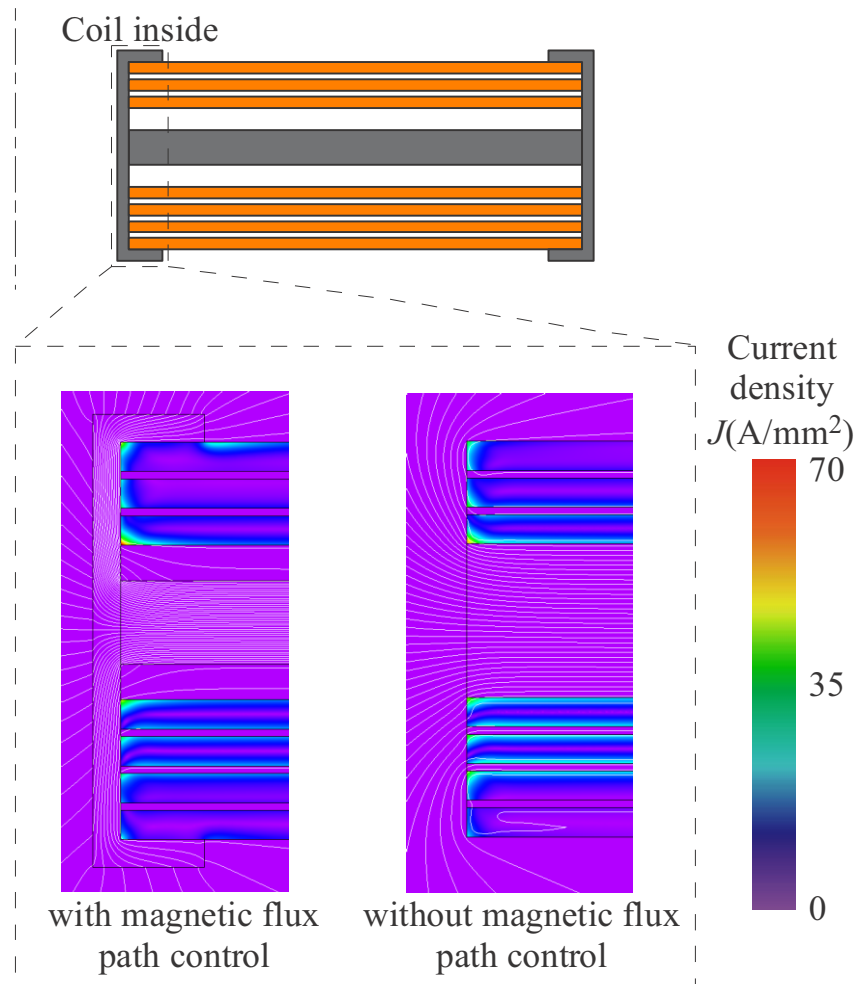 Coil inside
Current
density
J(A/mm²)
70
35
0
with magnetic flux
path control
without magnetic flux
path control